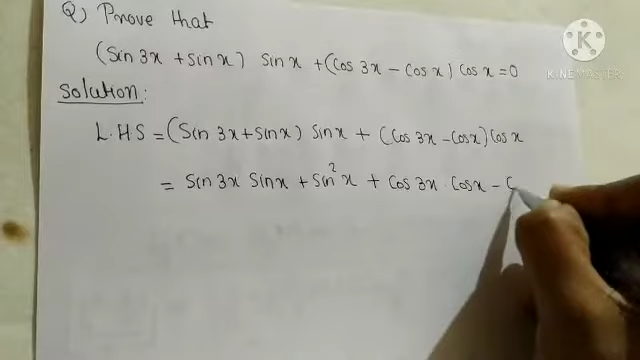 Q) Prove that
(Sin 3x + sin x) Sin x + (Cos 3x - Cos x) Cos x = 0
Solution:
L.HS = (Sin 3x + sin x) sin x + (Cos 3x - Cos x) Cos x
= Sin 3x Sin x + Sin² x + Cos 3x . Cos x - C
KINEMASTER